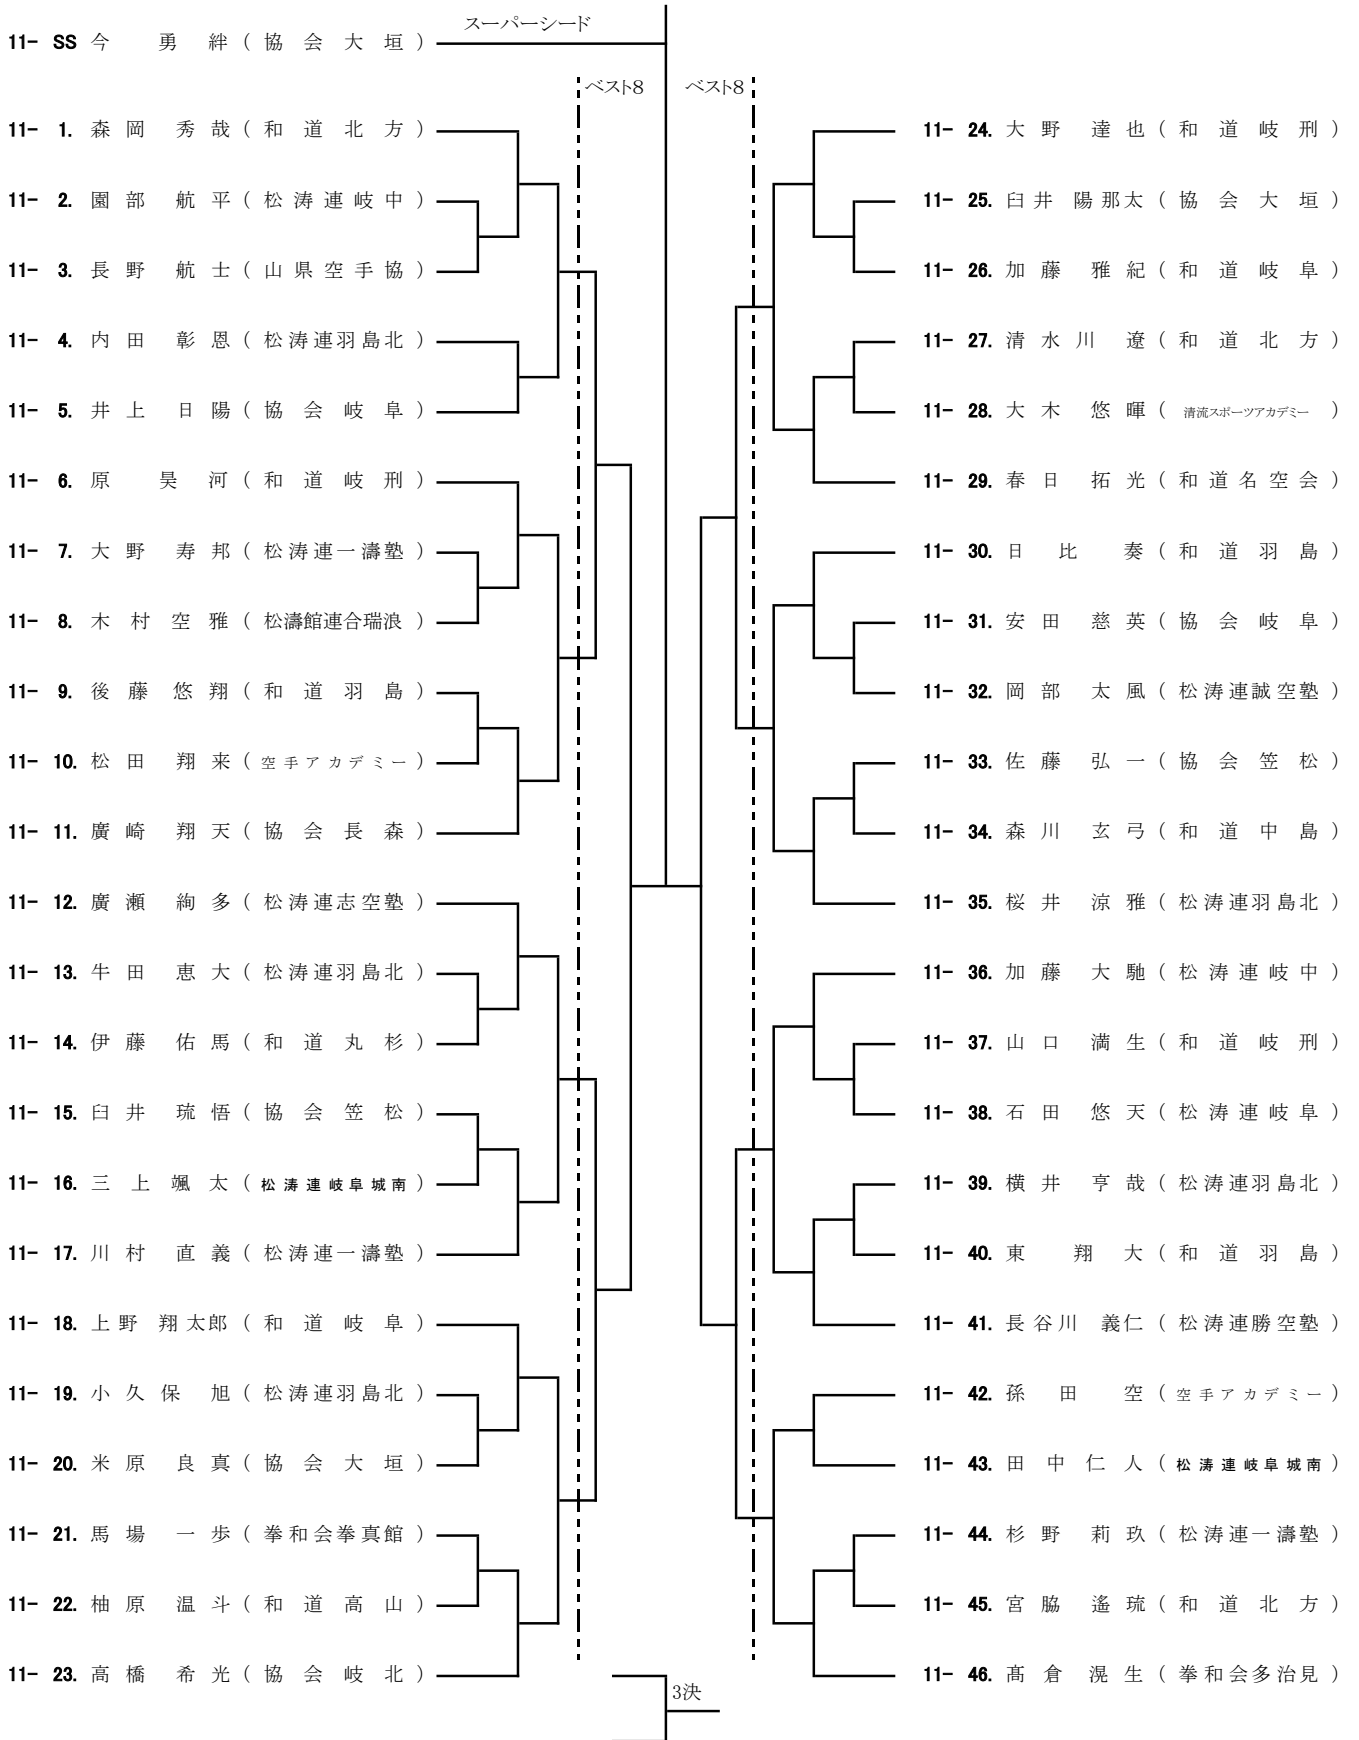 スーパーシード
11- SS 今 勇 絆 ( 協 会 大 垣 )
ベスト8 ベスト8
11- 1. 森 岡 秀 哉 ( 和 道 北 方 )
11- 2. 園 部 航 平 ( 松 涛 連 岐 中 )
11- 3. 長 野 航 士 ( 山 県 空 手 協 )
11- 4. 内 田 彰 恩 ( 松 涛 連 羽 島 北 )
11- 5. 井 上 日 陽 ( 協 会 岐 阜 )
11- 6. 原 昊 河 ( 和 道 岐 刑 )
11- 7. 大 野 寿 邦 ( 松 涛 連 一 濤 塾 )
11- 8. 木 村 空 雅 ( 松濤館連合瑞浪 )
11- 9. 後 藤 悠 翔 ( 和 道 羽 島 )
11- 10. 松 田 翔 来 ( 空 手 ア カ デ ミ ー )
11- 11. 廣 崎 翔 天 ( 協 会 長 森 )
11- 12. 廣 瀬 絢 多 ( 松 涛 連 志 空 塾 )
11- 13. 牛 田 恵 大 ( 松 涛 連 羽 島 北 )
11- 14. 伊 藤 佑 馬 ( 和 道 丸 杉 )
11- 15. 臼 井 琉 悟 ( 協 会 笠 松 )
11- 16. 三 上 颯 太 ( 松 涛 連 岐 阜 城 南 )
11- 17. 川 村 直 義 ( 松 涛 連 一 濤 塾 )
11- 18. 上 野 翔 太 郎 ( 和 道 岐 阜 )
11- 19. 小 久 保 旭 ( 松 涛 連 羽 島 北 )
11- 20. 米 原 良 真 ( 協 会 大 垣 )
11- 21. 馬 場 一 歩 ( 拳 和 会 拳 真 館 )
11- 22. 柚 原 温 斗 ( 和 道 高 山 )
11- 23. 高 橋 希 光 ( 協 会 岐 北 )
11- 24. 大 野 達 也 ( 和 道 岐 刑 )
11- 25. 臼 井 陽 那 太 ( 協 会 大 垣 )
11- 26. 加 藤 雅 紀 ( 和 道 岐 阜 )
11- 27. 清 水 川 遼 ( 和 道 北 方 )
11- 28. 大 木 悠 暉 ( 清流スポーツアカデミー )
11- 29. 春 日 拓 光 ( 和 道 名 空 会 )
11- 30. 日 比 奏 ( 和 道 羽 島 )
11- 31. 安 田 慈 英 ( 協 会 岐 阜 )
11- 32. 岡 部 太 風 ( 松 涛 連 誠 空 塾 )
11- 33. 佐 藤 弘 一 ( 協 会 笠 松 )
11- 34. 森 川 玄 弓 ( 和 道 中 島 )
11- 35. 桜 井 涼 雅 ( 松 涛 連 羽 島 北 )
11- 36. 加 藤 大 馳 ( 松 涛 連 岐 中 )
11- 37. 山 口 満 生 ( 和 道 岐 刑 )
11- 38. 石 田 悠 天 ( 松 涛 連 岐 阜 )
11- 39. 横 井 亨 哉 ( 松 涛 連 羽 島 北 )
11- 40. 東 翔 大 ( 和 道 羽 島 )
11- 41. 長 谷 川 義 仁 ( 松 涛 連 勝 空 塾 )
11- 42. 孫 田 空 ( 空 手 ア カ デ ミ ー )
11- 43. 田 中 仁 人 ( 松 涛 連 岐 阜 城 南 )
11- 44. 杉 野 莉 玖 ( 松 涛 連 一 濤 塾 )
11- 45. 宮 脇 遙 琉 ( 和 道 北 方 )
11- 46. 髙 倉 滉 生 ( 拳 和 会 多 治 見 )
3決